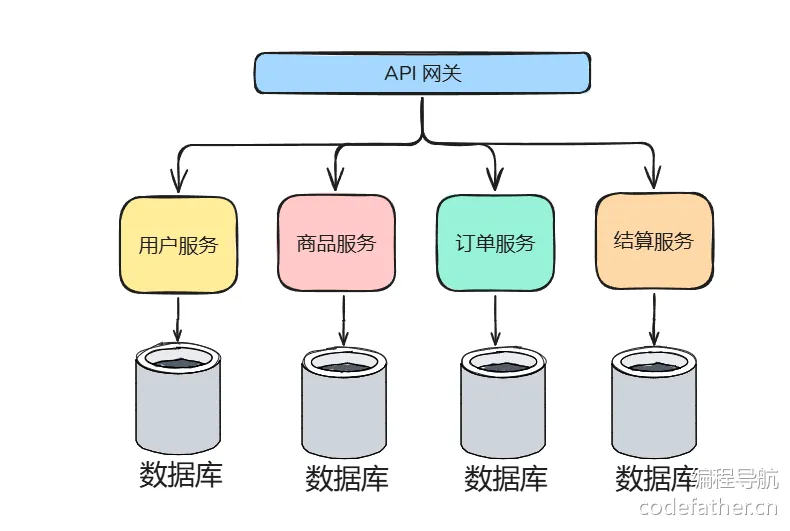 API 网关
用户服务
商品服务
订单服务
结算服务
数据库
数据库
数据库
数据库
编程导航
codefather.cn